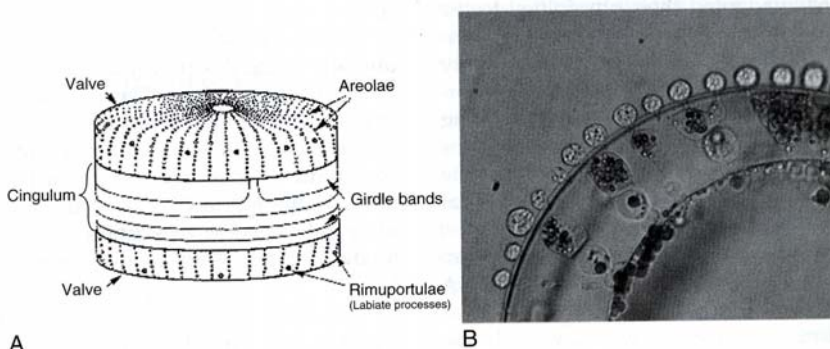 Valve
Areolae
Cingulum
Girdle bands
Valve
Rimuportulae
(Labiate processes)
A
B